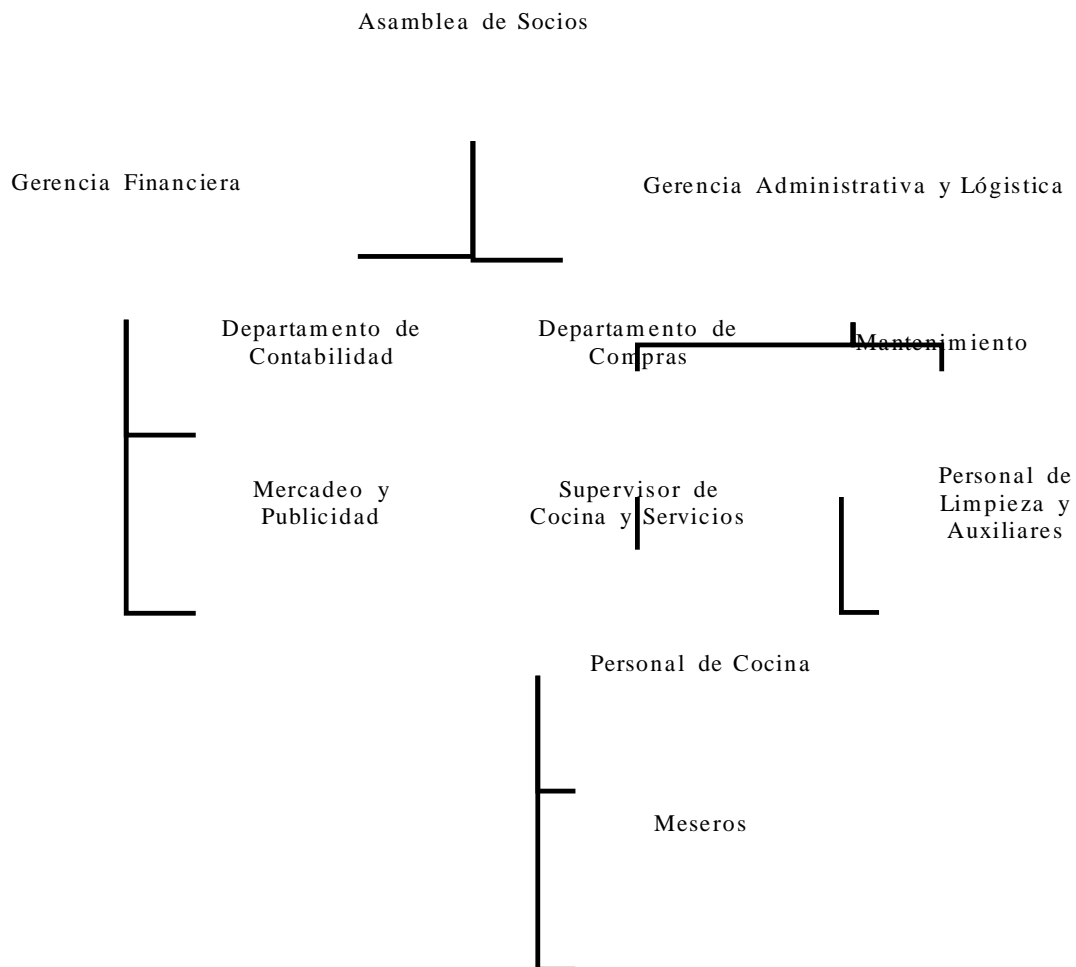 Asamblea de Socios
Gerencia Financiera
Gerencia Administrativa y Lógistica
Departamento de
Contabilidad
Departamento de
Compras
Mantenimiento
Mercadeo y
Publicidad
Supervisor de
Cocina y Servicios
Personal de
Limpieza y
Auxiliares
Personal de Cocina
Meseros